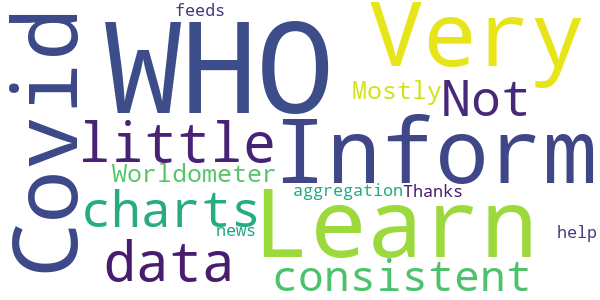 feeds
Covid
WHO
Very
Mostly
Not
little
Inform
Worldometer
aggregation
Thanks
charts
Learn
news
help
data
consistent